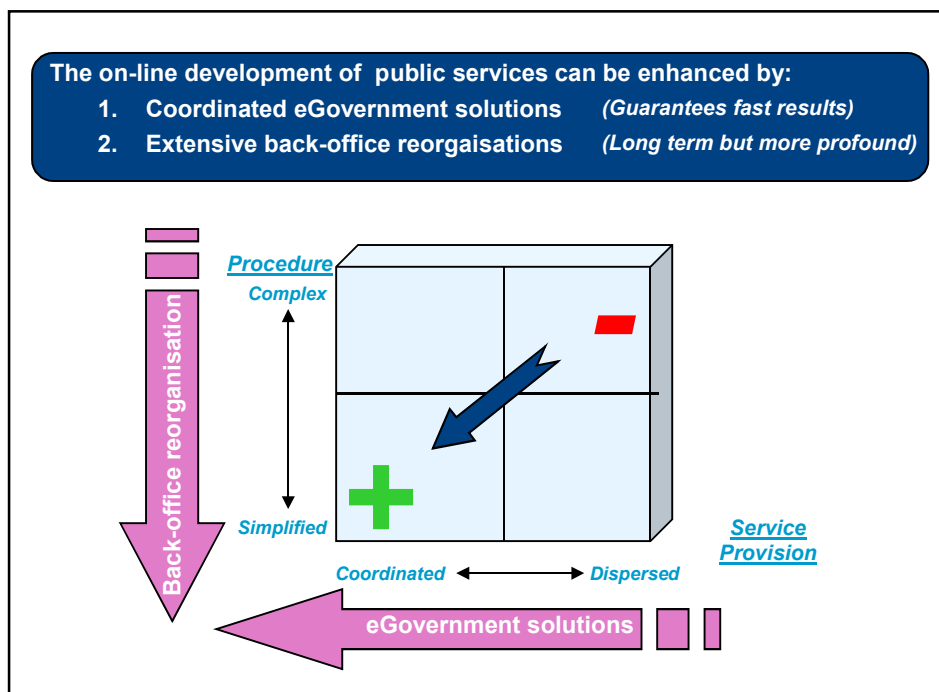 The on-line development of public services can be enhanced by:
1. Coordinated eGovernment solutions (Guarantees fast results)
2. Extensive back-office reorgaisations (Long term but more profound)
Procedure
Complex
Back-office reorganisation
Simplified
Service
Provision
Coordinated
Dispersed
eGovernment solutions